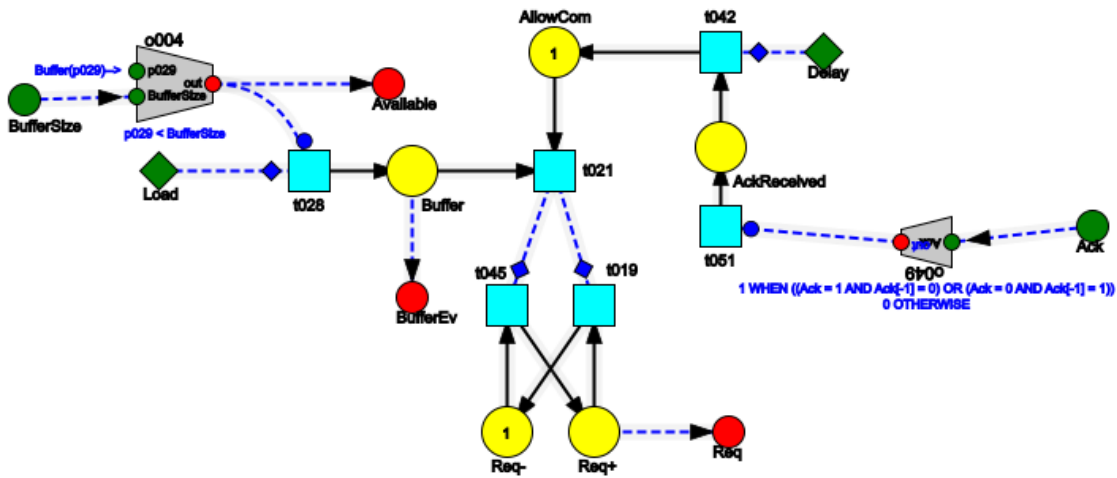 AllowCom
1
t042
Delay
o004
Buffer(p029)-->
p029
out
BufferSize
BufferSize
p029 < BufferSize
Available
Load
t028
Buffer
t021
AckReceived
t051
out
Ack
Ack
o049
1 WHEN ((Ack = 1 AND Ack[-1] = 0) OR (Ack = 0 AND Ack[-1] = 1))
0 OTHERWISE
BufferEv
t045
t019
1
Req-
Req+
Req